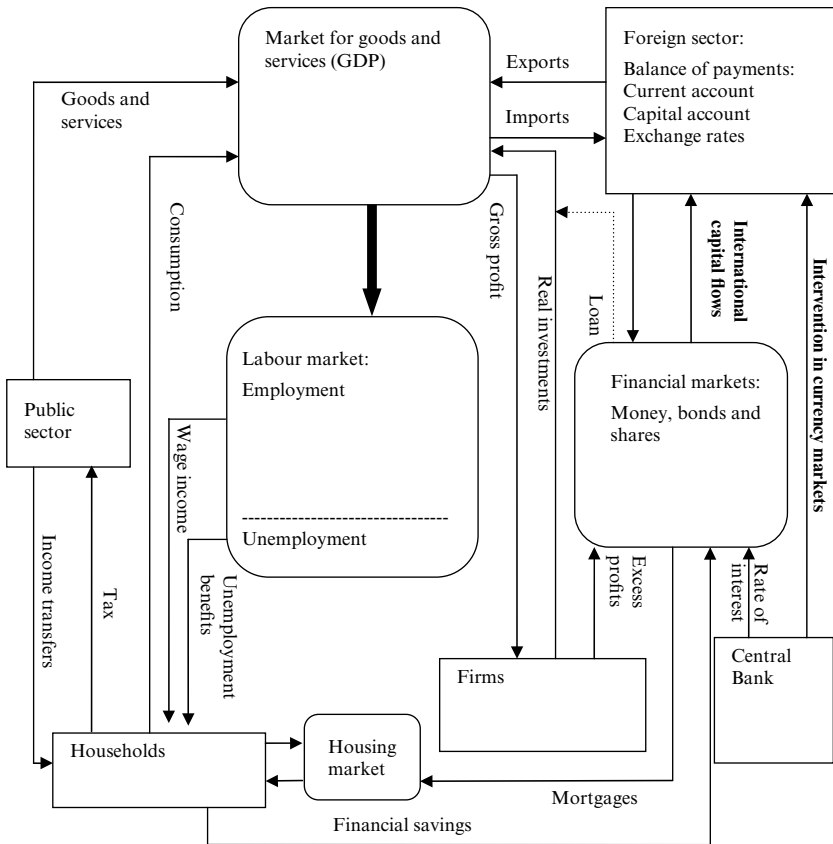 Market for goods and
services (GDP)
Foreign sector:
Balance of payments:
Current account
Capital account
Exchange rates
Exports
Imports
Goods and
services
Consumption
Gross profit
Real investments
Loan
International
capital flows
Intervention in currency markets
Labour market:
Employment
Unemployment
Financial markets:
Money, bonds and
shares
Public
sector
Wage income
Unemployment
benefits
Income transfers
Tax
Excess
profits
Rate of
interest
Firms
Central
Bank
Households
Housing
market
Mortgages
Financial savings